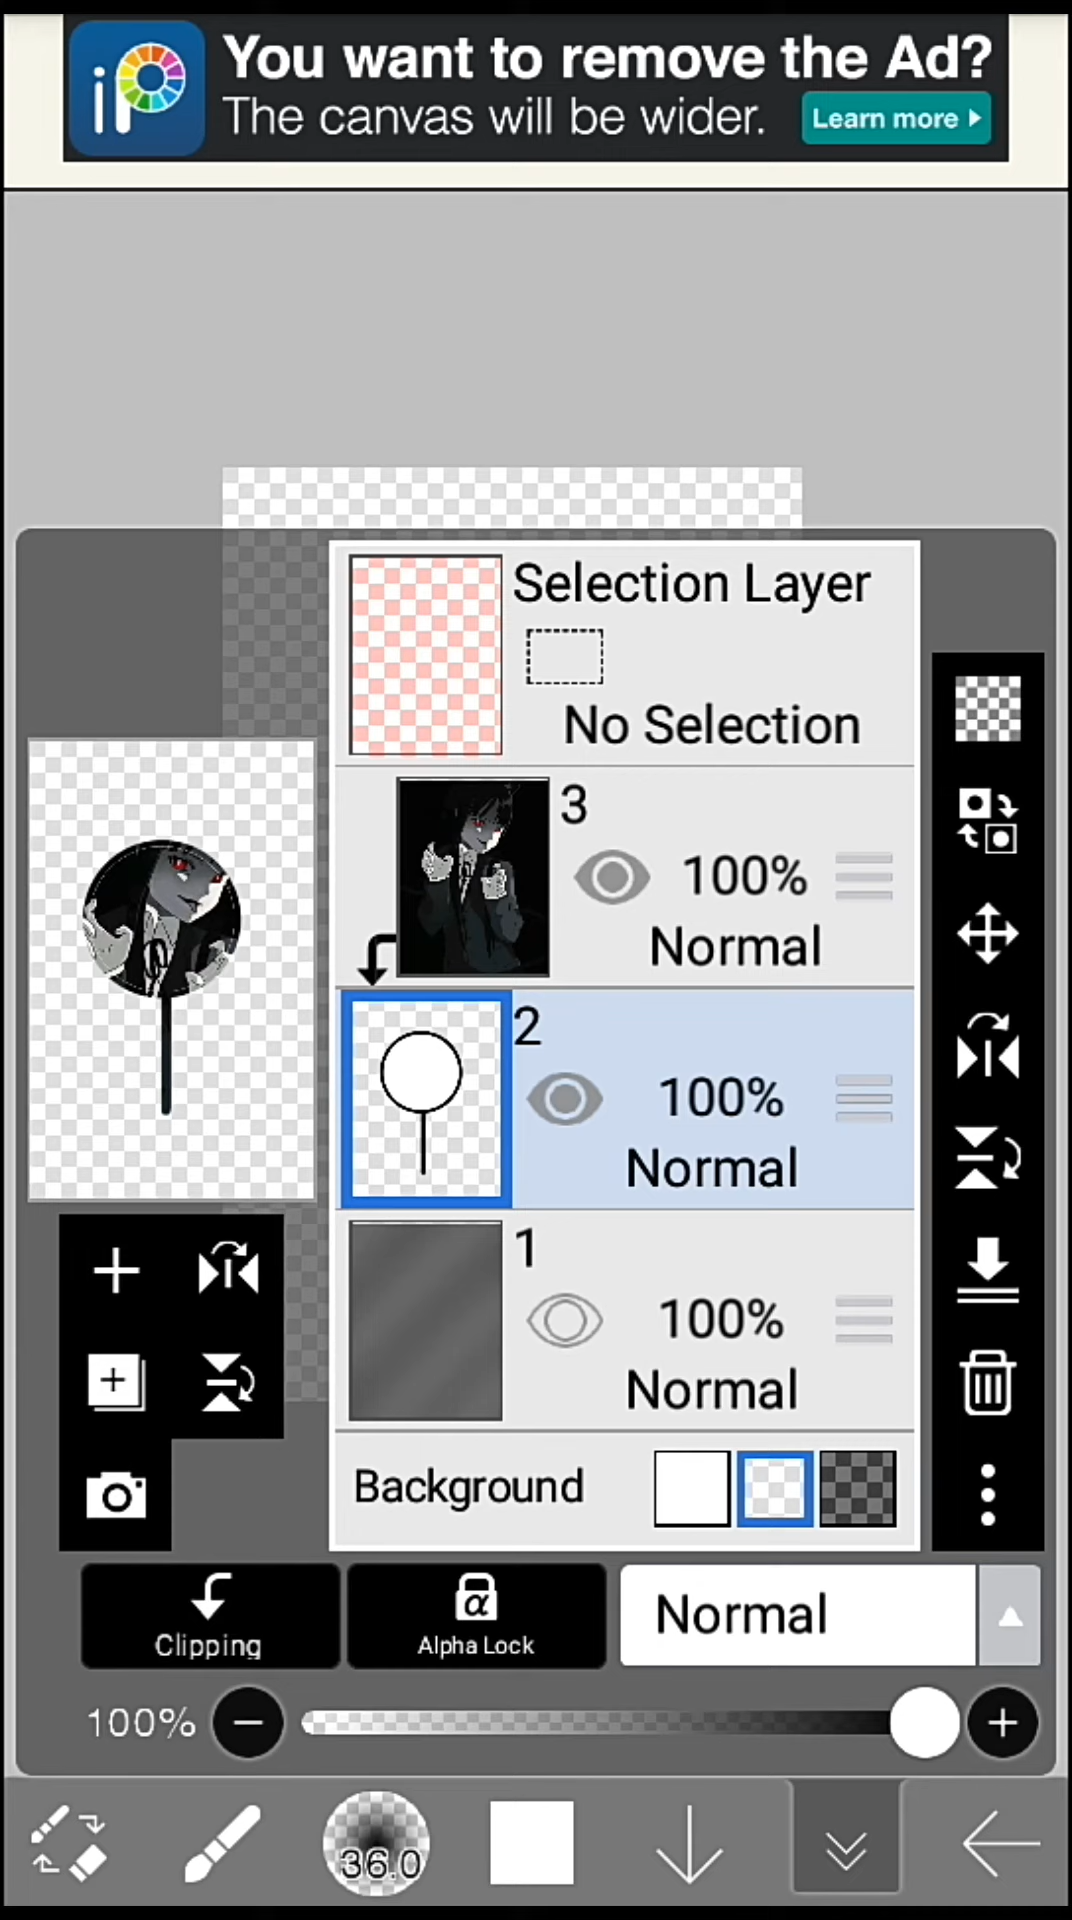 iP
You want to remove the Ad?
The canvas will be wider.
Learn more
Selection Layer
No Selection
3
100%
Normal
2
100%
Normal
1
100%
Normal
Background
Clipping
α
Alpha Lock
Normal
100%
36.0